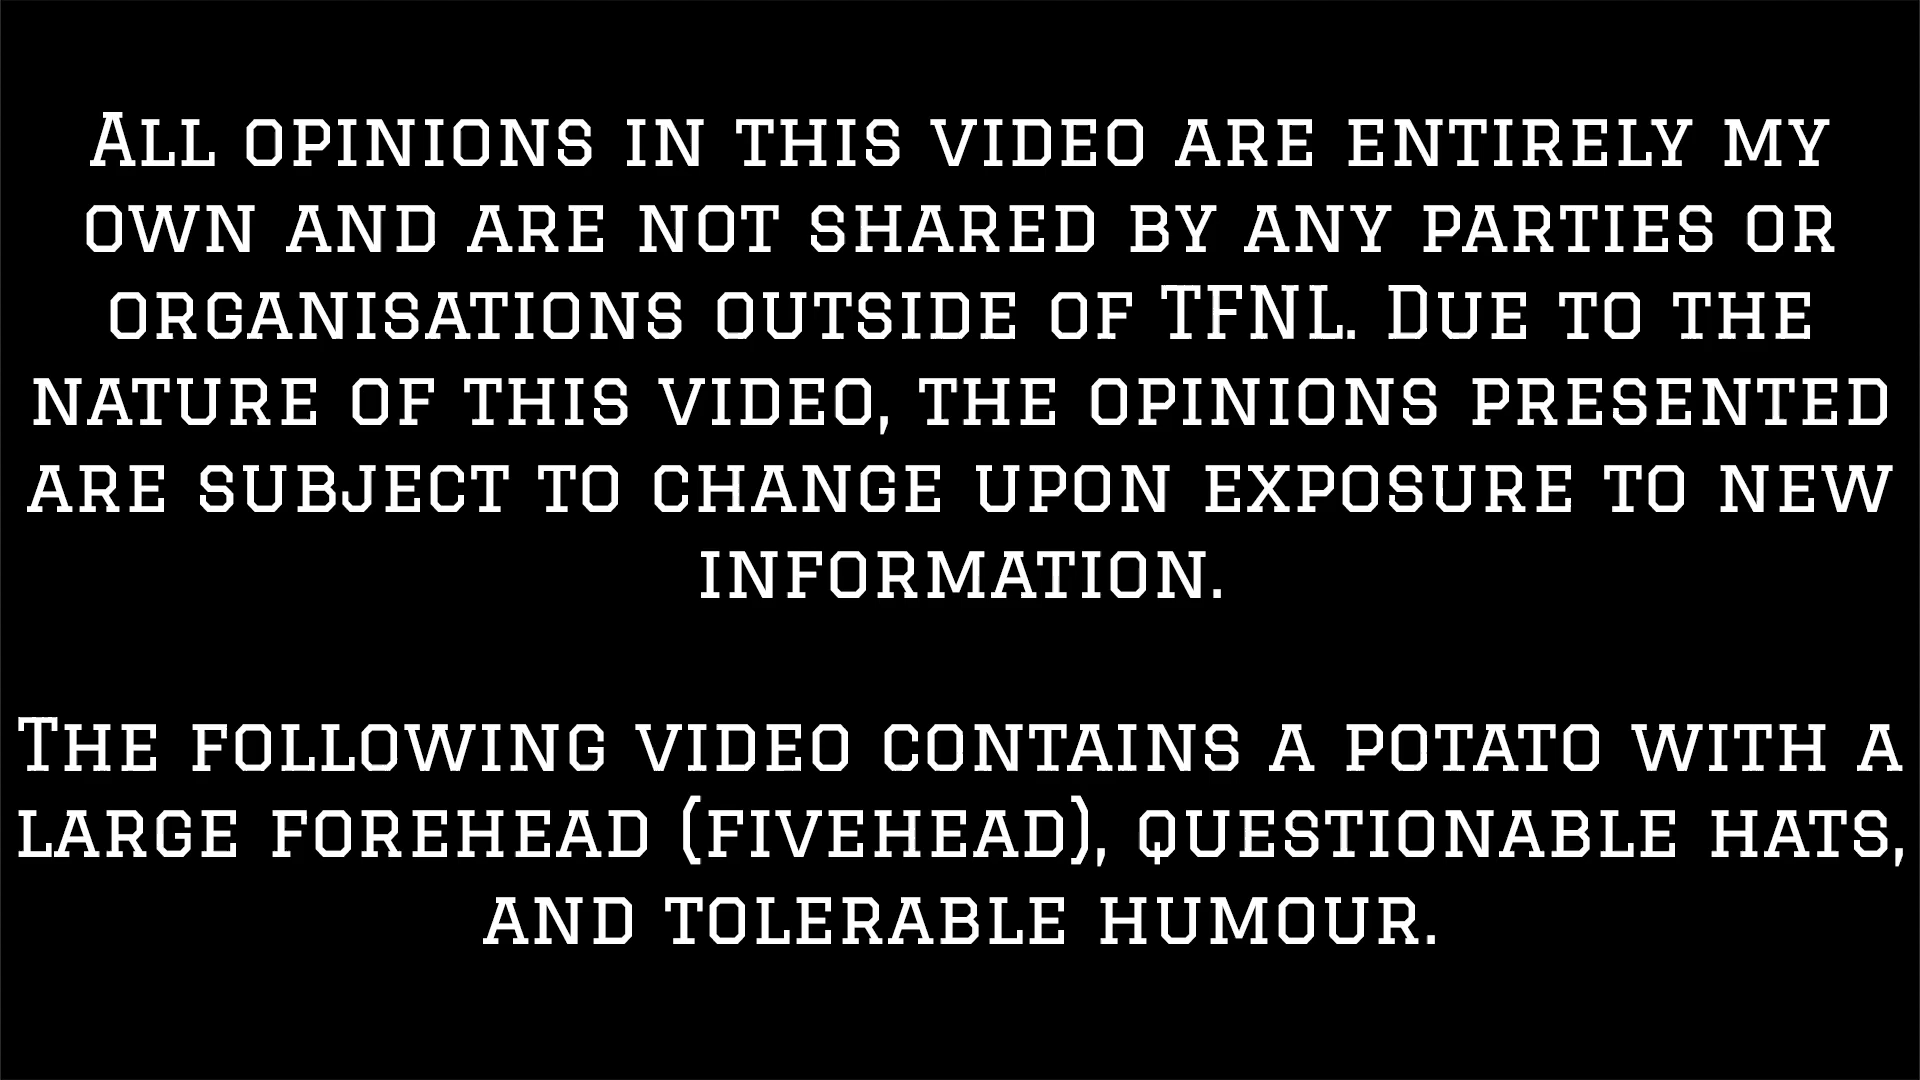 All opinions in this video are entirely my
own and are not shared by any parties or
organisations outside of TFNL. Due to the
nature of this video, the opinions presented
are subject to change upon exposure to new
information.
The following video contains a potato with a
large forehead (fivehead), questionable hats,
and tolerable humour.